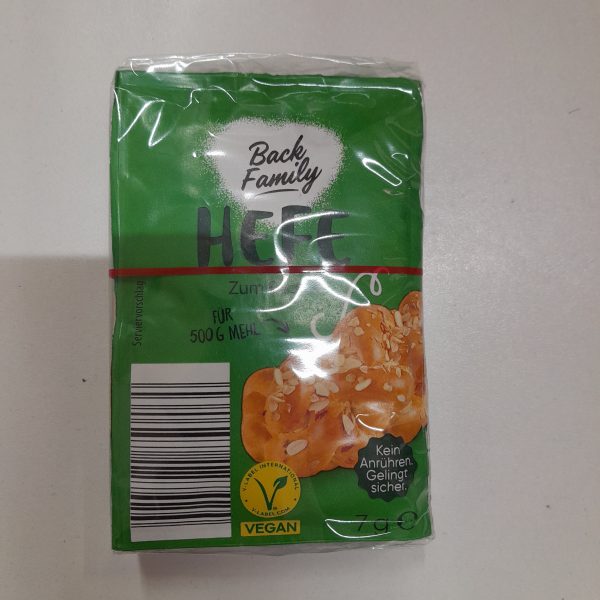 Back
Family
HEFE
Zum
FÜR
500 G MEHL
Serviervorschlag
Kein
Anrühren.
Gelingt
sicher.
V-LABEL INTERNATIONAL
V-LABEL.COM
VEGAN
7 g e